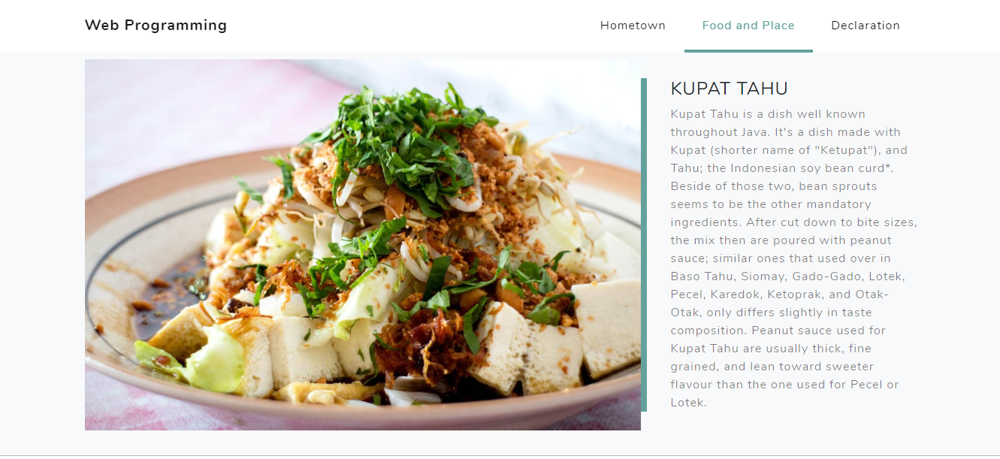 Web Programming
Hometown
Food and Place
Declaration
KUPAT TAHU
Kupat Tahu is a dish well known
throughout Java. It's a dish made with
Kupat (shorter name of "Ketupat"), and
Tahu; the Indonesian soy bean curd*.
Beside of those two, bean sprouts
seems to be the other mandatory
ingredients. After cut down to bite sizes,
the mix then are poured with peanut
sauce; similar ones that used over in
Baso Tahu, Siomay, Gado-Gado, Lotek,
Pecel, Karedok, Ketoprak, and Otak-
Otak, only differs slightly in taste
composition. Peanut sauce used for
Kupat Tahu are usually thick, fine
grained, and lean toward sweeter
flavour than the one used for Pecel or
Lotek.